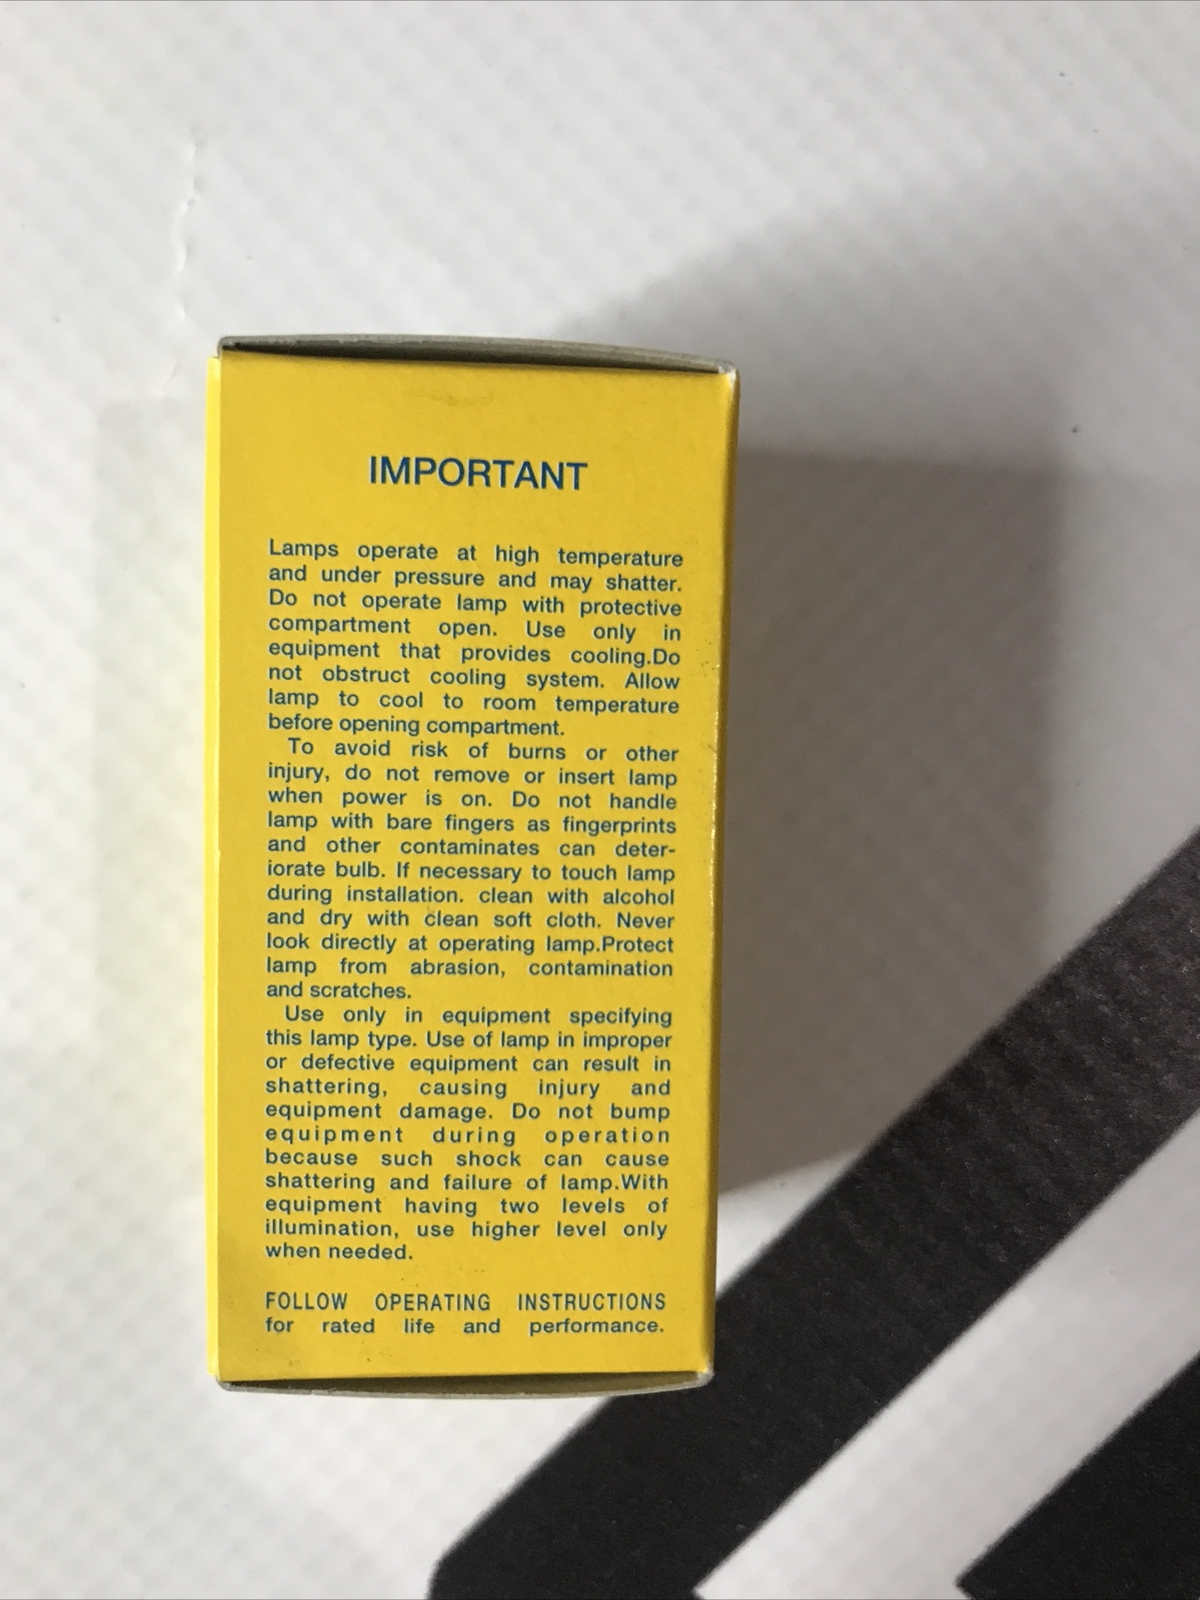 IMPORTANT
Lamps operate at high temperature
and under pressure and may shatter.
Do not operate lamp with protective
compartment open. Use only in
equipment that provides cooling.Do
not obstruct cooling system. Allow
lamp to cool to room temperature
before opening compartment.
To avoid risk of burns or other
injury, do not remove or insert lamp
when power is on. Do not handle
lamp with bare fingers as fingerprints
and other contaminates can deter-
iorate bulb. If necessary to touch lamp
during installation. clean with alcohol
and dry with clean soft cloth. Never
look directly at operating lamp.Protect
lamp from abrasion, contamination
and scratches.
Use only in equipment specifying
this lamp type. Use of lamp in improper
or defective equipment can result in
shattering, causing injury and
equipment damage. Do not bump
equipment during operation
because such shock can cause
shattering and failure of lamp.With
equipment having two levels of
illumination, use higher level only
when needed.
FOLLOW OPERATING INSTRUCTIONS
for rated life and performance.